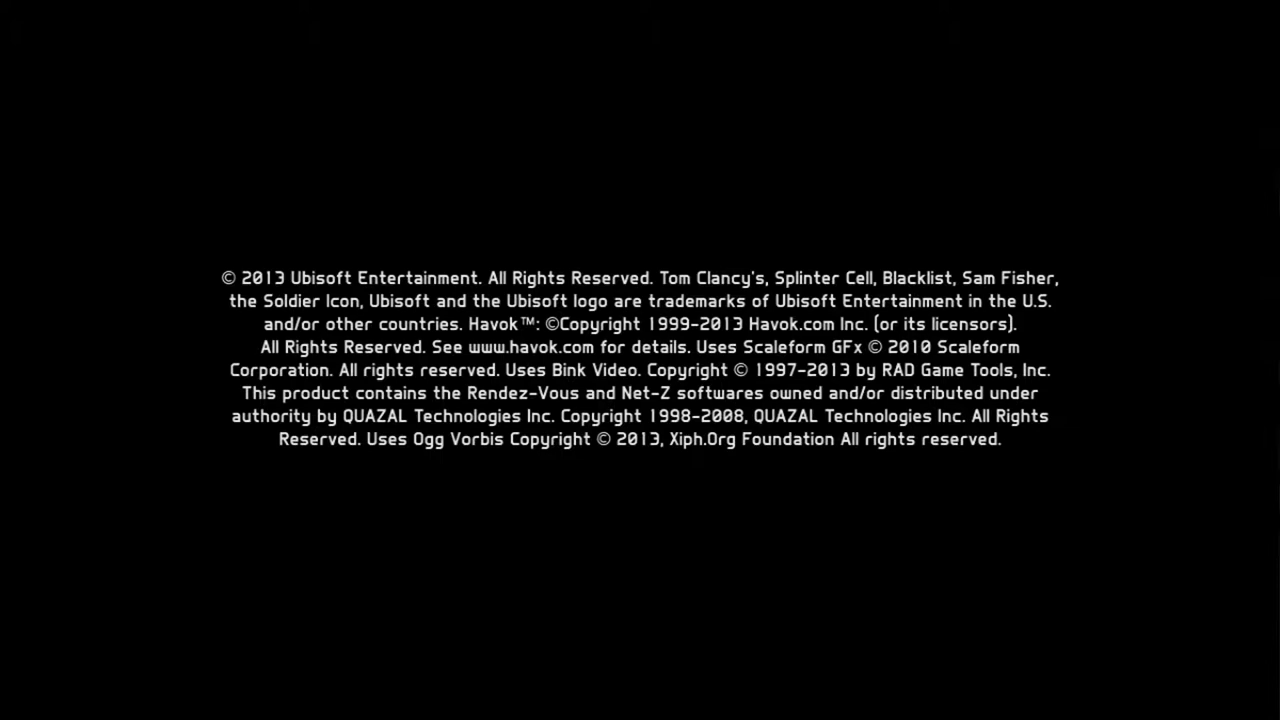 © 2013 Ubisoft Entertainment. All Rights Reserved. Tom Clancy's, Splinter Cell, Blacklist, Sam Fisher,
the Soldier Icon, Ubisoft and the Ubisoft logo are trademarks of Ubisoft Entertainment in the U.S.
and/or other countries. Havok™: ©Copyright 1999-2013 Havok.com Inc. (or its licensors).
All Rights Reserved. See www.havok.com for details. Uses Scaleform GFx © 2010 Scaleform
Corporation. All rights reserved. Uses Bink Video. Copyright © 1997-2013 by RAD Game Tools, Inc.
This product contains the Rendez-Vous and Net-Z softwares owned and/or distributed under
authority by QUAZAL Technologies Inc. Copyright 1998-2008, QUAZAL Technologies Inc. All Rights
Reserved. Uses Ogg Vorbis Copyright © 2013, Xiph.Org Foundation All rights reserved.